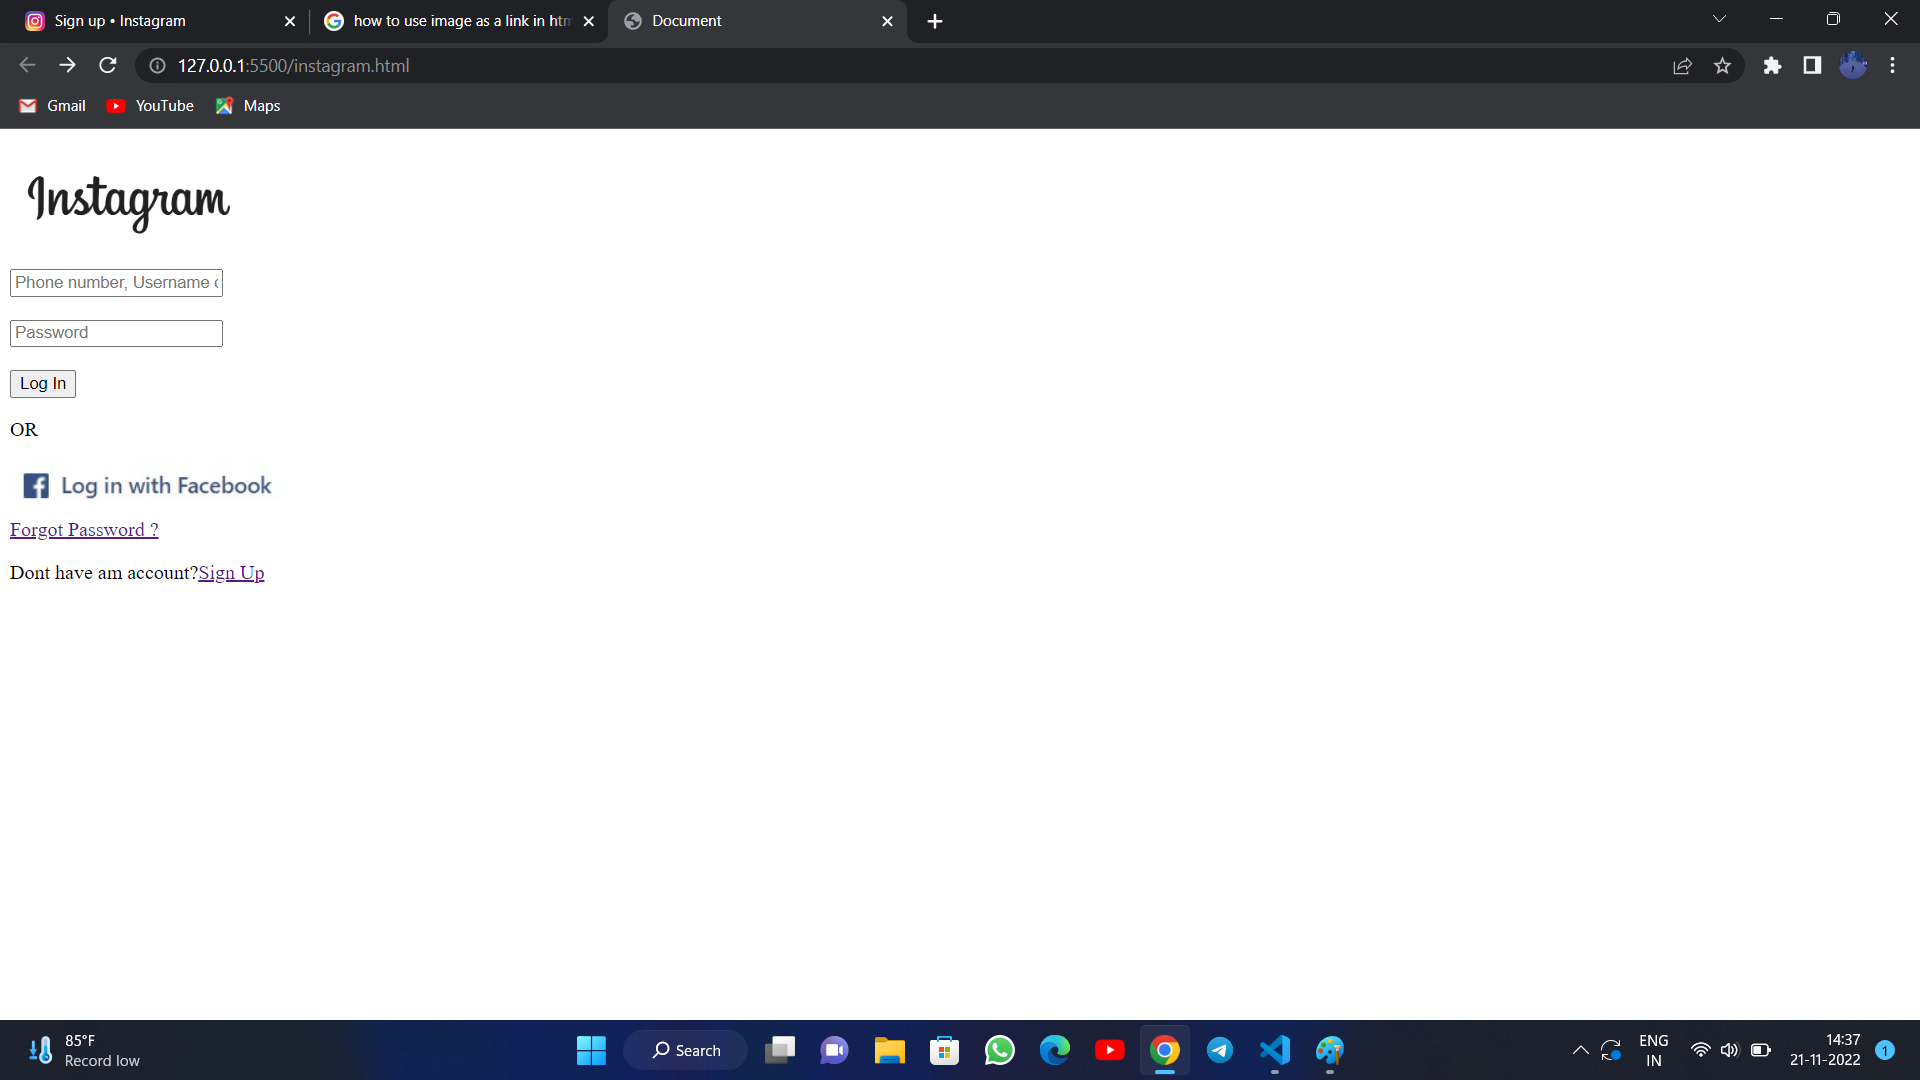 Sign up • Instagram
how to use image as a link in htm
Document
127.0.0.1:5500/instagram.html
Gmail
YouTube
Maps
Instagram
Phone number, Username o
Password
Log In
OR
Log in with Facebook
Forgot Password ?
Dont have am account?Sign Up
85°F
Record low
Search
ENG
IN
14:37
21-11-2022
1